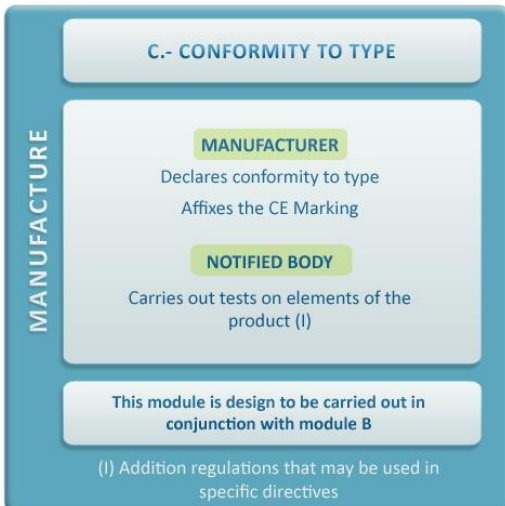 C.- CONFORMITY TO TYPE
MANUFACTURE
MANUFACTURER
Declares conformity to type
Affixes the CE Marking
NOTIFIED BODY
Carries out tests on elements of the
product (I)
This module is design to be carried out in
conjunction with module B
(I) Addition regulations that may be used in
specific directives